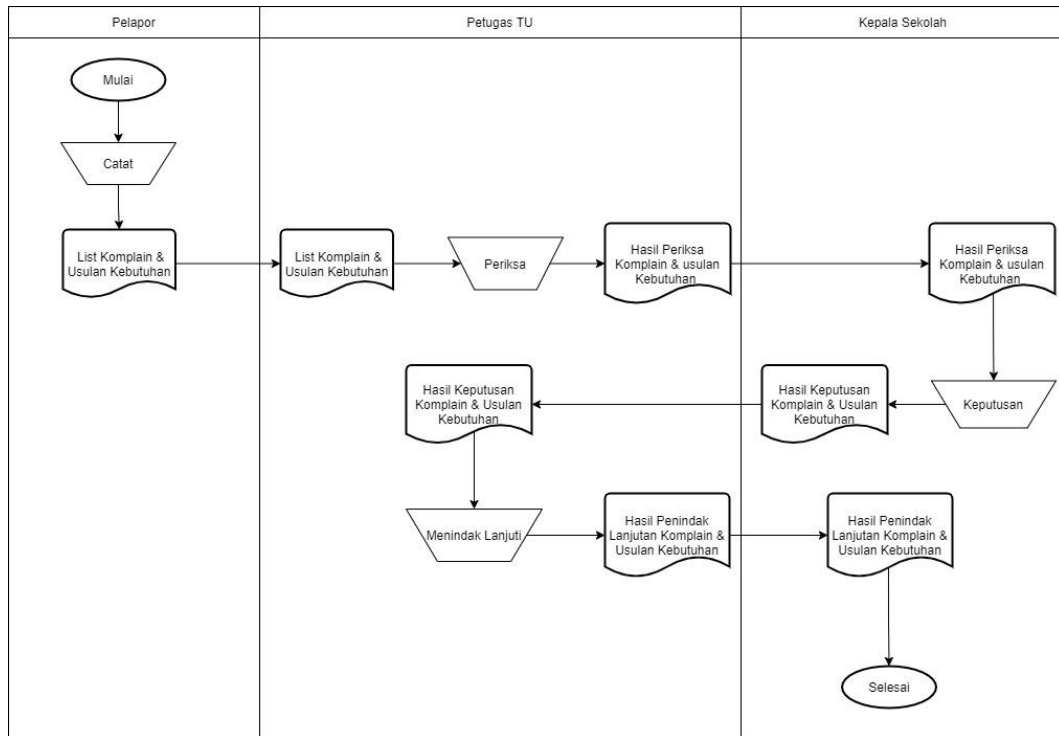 Pelapor
Petugas TU
Kepala Sekolah
Mulai
Catat
List Komplain &
Usulan Kebutuhan
List Komplain &
Usulan Kebutuhan
Periksa
Hasil Periksa
Komplain & usulan
Kebutuhan
Hasil Periksa
Komplain & usulan
Kebutuhan
Keputusan
Hasil Keputusan
Komplain & Usulan
Kebutuhan
Hasil Keputusan
Komplain & Usulan
Kebutuhan
Menindak Lanjuti
Hasil Penindak
Lanjutan Komplain &
Usulan Kebutuhan
Hasil Penindak
Lanjutan Komplain &
Usulan Kebutuhan
Selesai